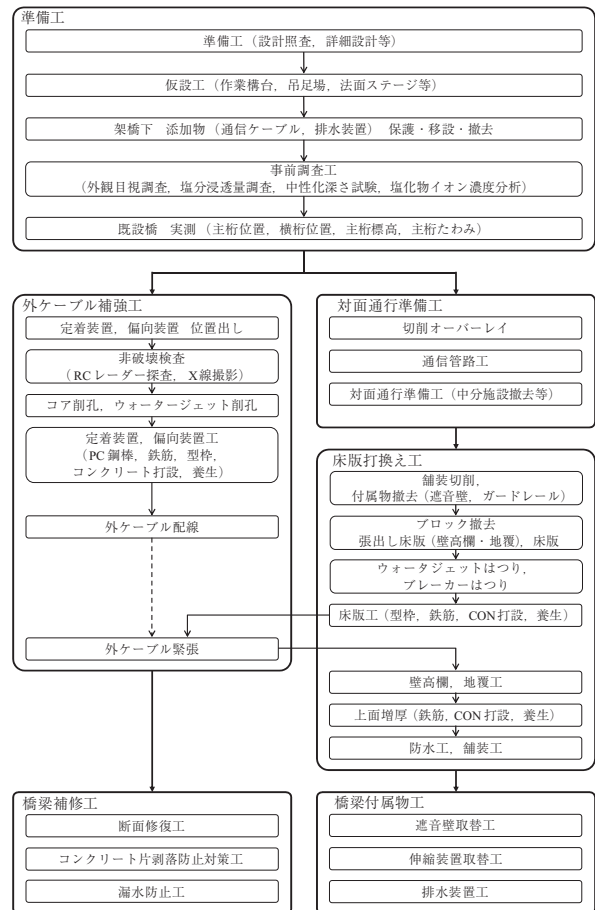 準備工
準備工（設計照査，詳細設計等）
仮設工（作業構台，吊足場，法面ステージ等）
架橋下　添加物（通信ケーブル，排水装置）　保護・移設・撤去
事前調査工
（外観目視調査，塩分浸透量調査，中性化深さ試験，塩化物イオン濃度分析）
既設橋　実測（主桁位置，横桁位置，主桁標高，主桁たわみ）
外ケーブル補強工
定着装置，偏向装置　位置出し
非破壊検査
（RCレーダー探査，X線撮影）
コア削孔，ウォータージェット削孔
定着装置，偏向装置工
（PC鋼棒，鉄筋，型枠，
コンクリート打設，養生）
外ケーブル配線
外ケーブル緊張
対面通行準備工
切削オーバーレイ
通信管路工
対面通行準備工（中分施設撤去等）
床版打換え工
舗装切削，
付属物撤去（遮音壁，ガードレール）
ブロック撤去
張出し床版（壁高欄・地覆），床版
ウォータジェットはつり，
ブレーカーはつり
床版工（型枠，鉄筋，CON打設，養生）
壁高欄，地覆工
上面増厚（鉄筋，CON打設，養生）
防水工，舗装工
橋梁補修工
断面修復工
コンクリート片剥落防止対策工
漏水防止工
橋梁付属物工
遮音壁取替工
伸縮装置取替工
排水装置工